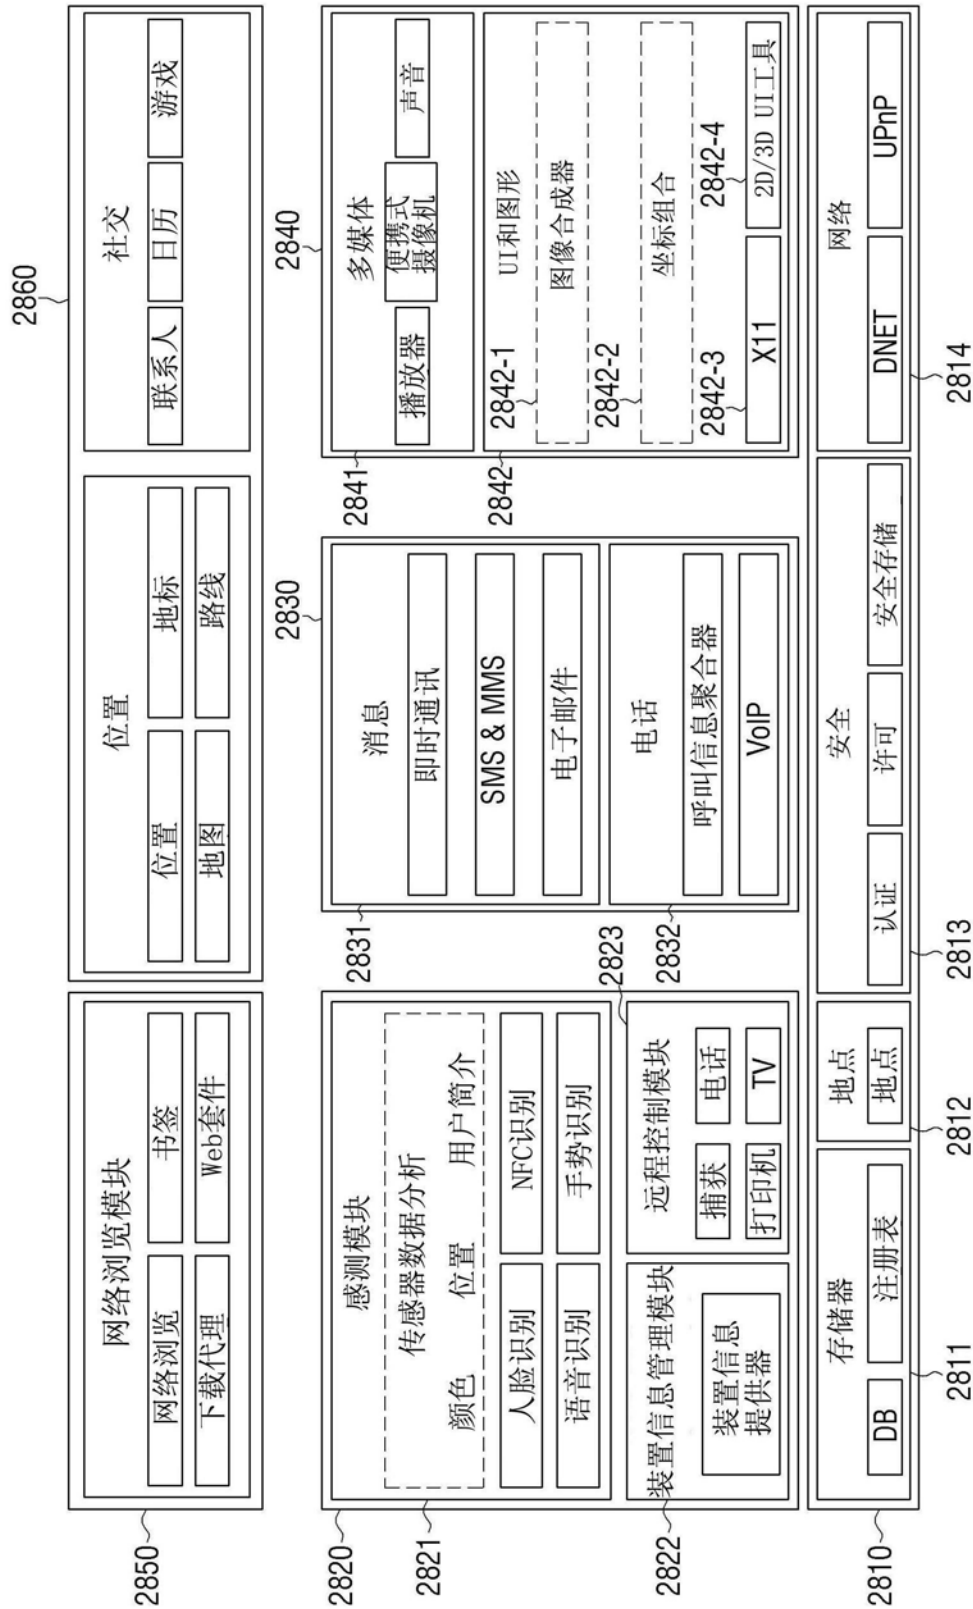 2850
网络浏览模块
网络浏览
书签
下载代理
Web套件
2860
位置
位置
地标
地图
路线
社交
联系人
日历
游戏
2820
2821
感测模块
传感器数据分析
颜色
位置
用户简介
人脸识别
NFC识别
语音识别
手势识别
2822
装置信息管理模块
装置信息
提供器
2823
远程控制模块
捕获
电话
打印机
TV
2830
2831
消息
即时通讯
SMS & MMS
电子邮件
2832
电话
呼叫信息聚合器
VoIP
2840
2841
多媒体
播放器
便携式
摄像机
声音
2842
UI和图形
2842-1
图像合成器
2842-2
坐标组合
2842-3
X11
2842-4
2D/3D UI工具
2810
存储器
DB
注册表
2811
地点
地点
2812
安全
认证
许可
安全存储
2813
网络
DNET
UPnP
2814